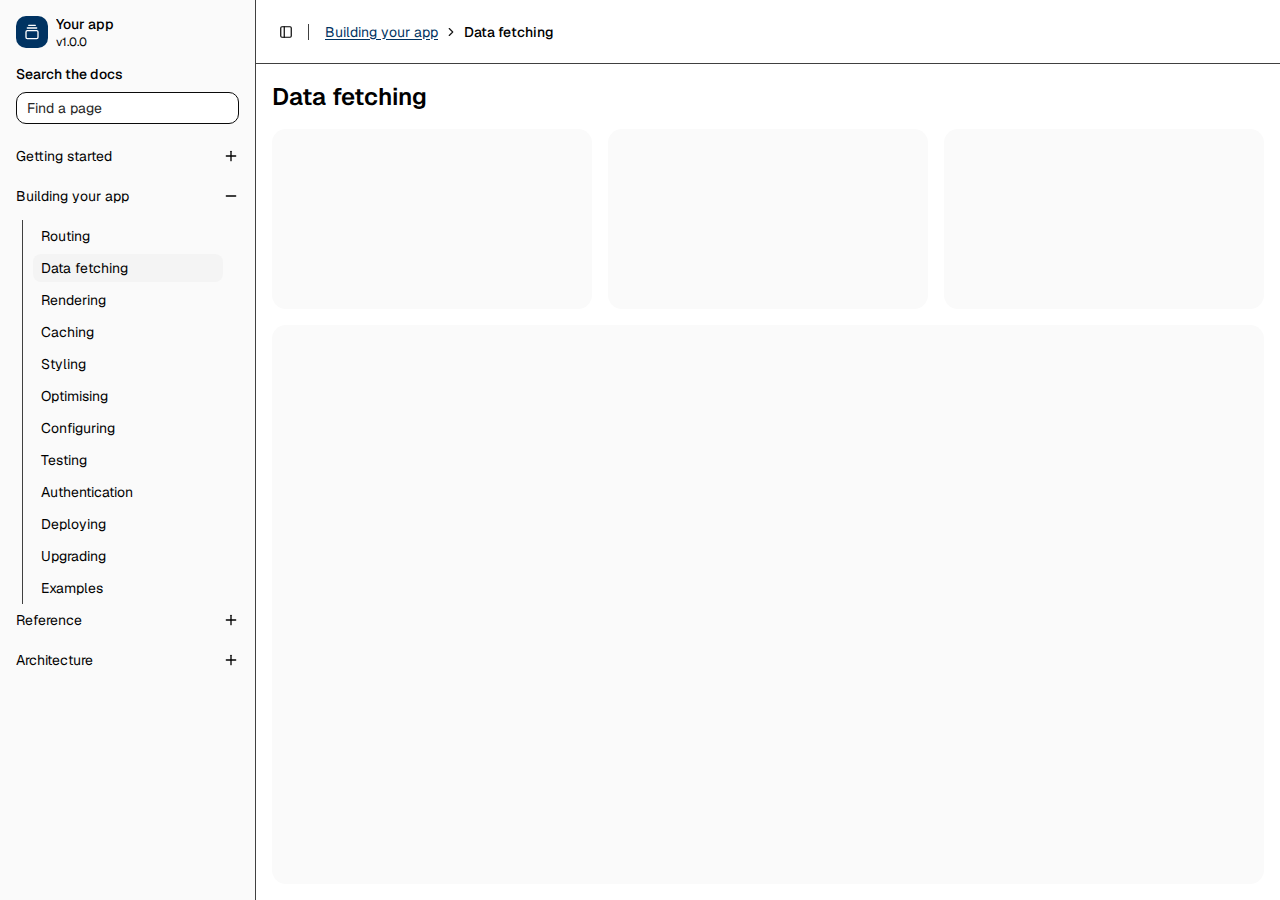 Your app
v1.0.0
Search the docs
Find a page
Getting started
Building your app
Routing
Data fetching
Rendering
Caching
Styling
Optimising
Configuring
Testing
Authentication
Deploying
Upgrading
Examples
Reference
Architecture
Building your app > Data fetching
Data fetching